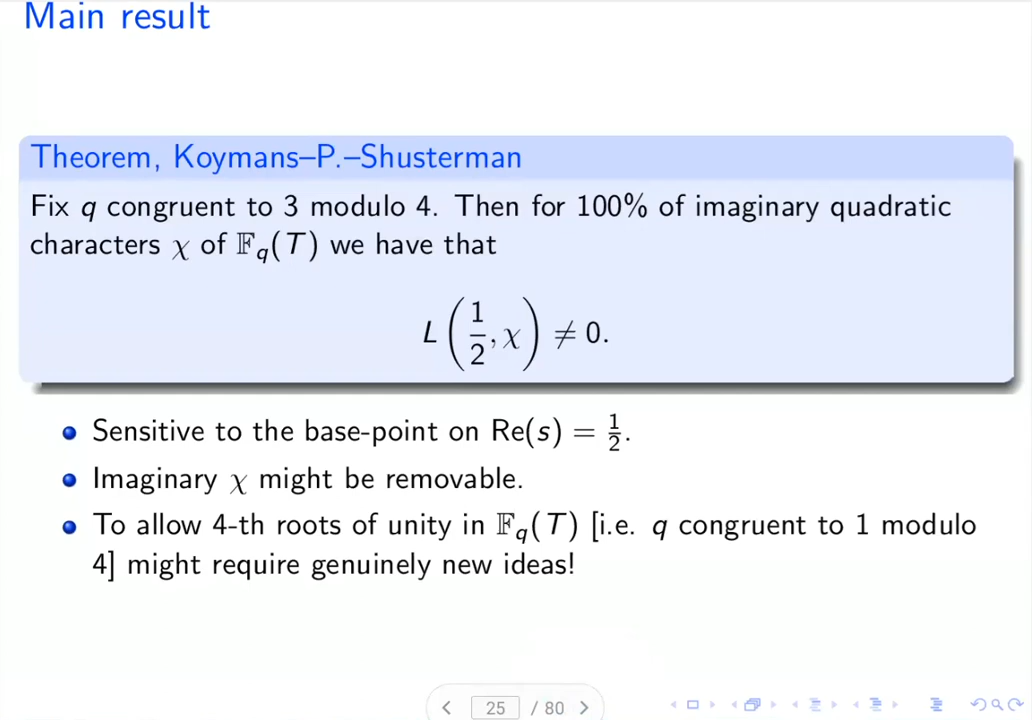 Main result
Theorem, Koymans–P.–Shusterman
Fix q congruent to 3 modulo 4. Then for 100% of imaginary quadratic
characters χ of 𝔽_q(T) we have that
L(1/2, χ) ≠ 0.
Sensitive to the base-point on Re(s) = 1/2.
Imaginary χ might be removable.
To allow 4-th roots of unity in 𝔽_q(T) [i.e. q congruent to 1 modulo
4] might require genuinely new ideas!
25 / 80